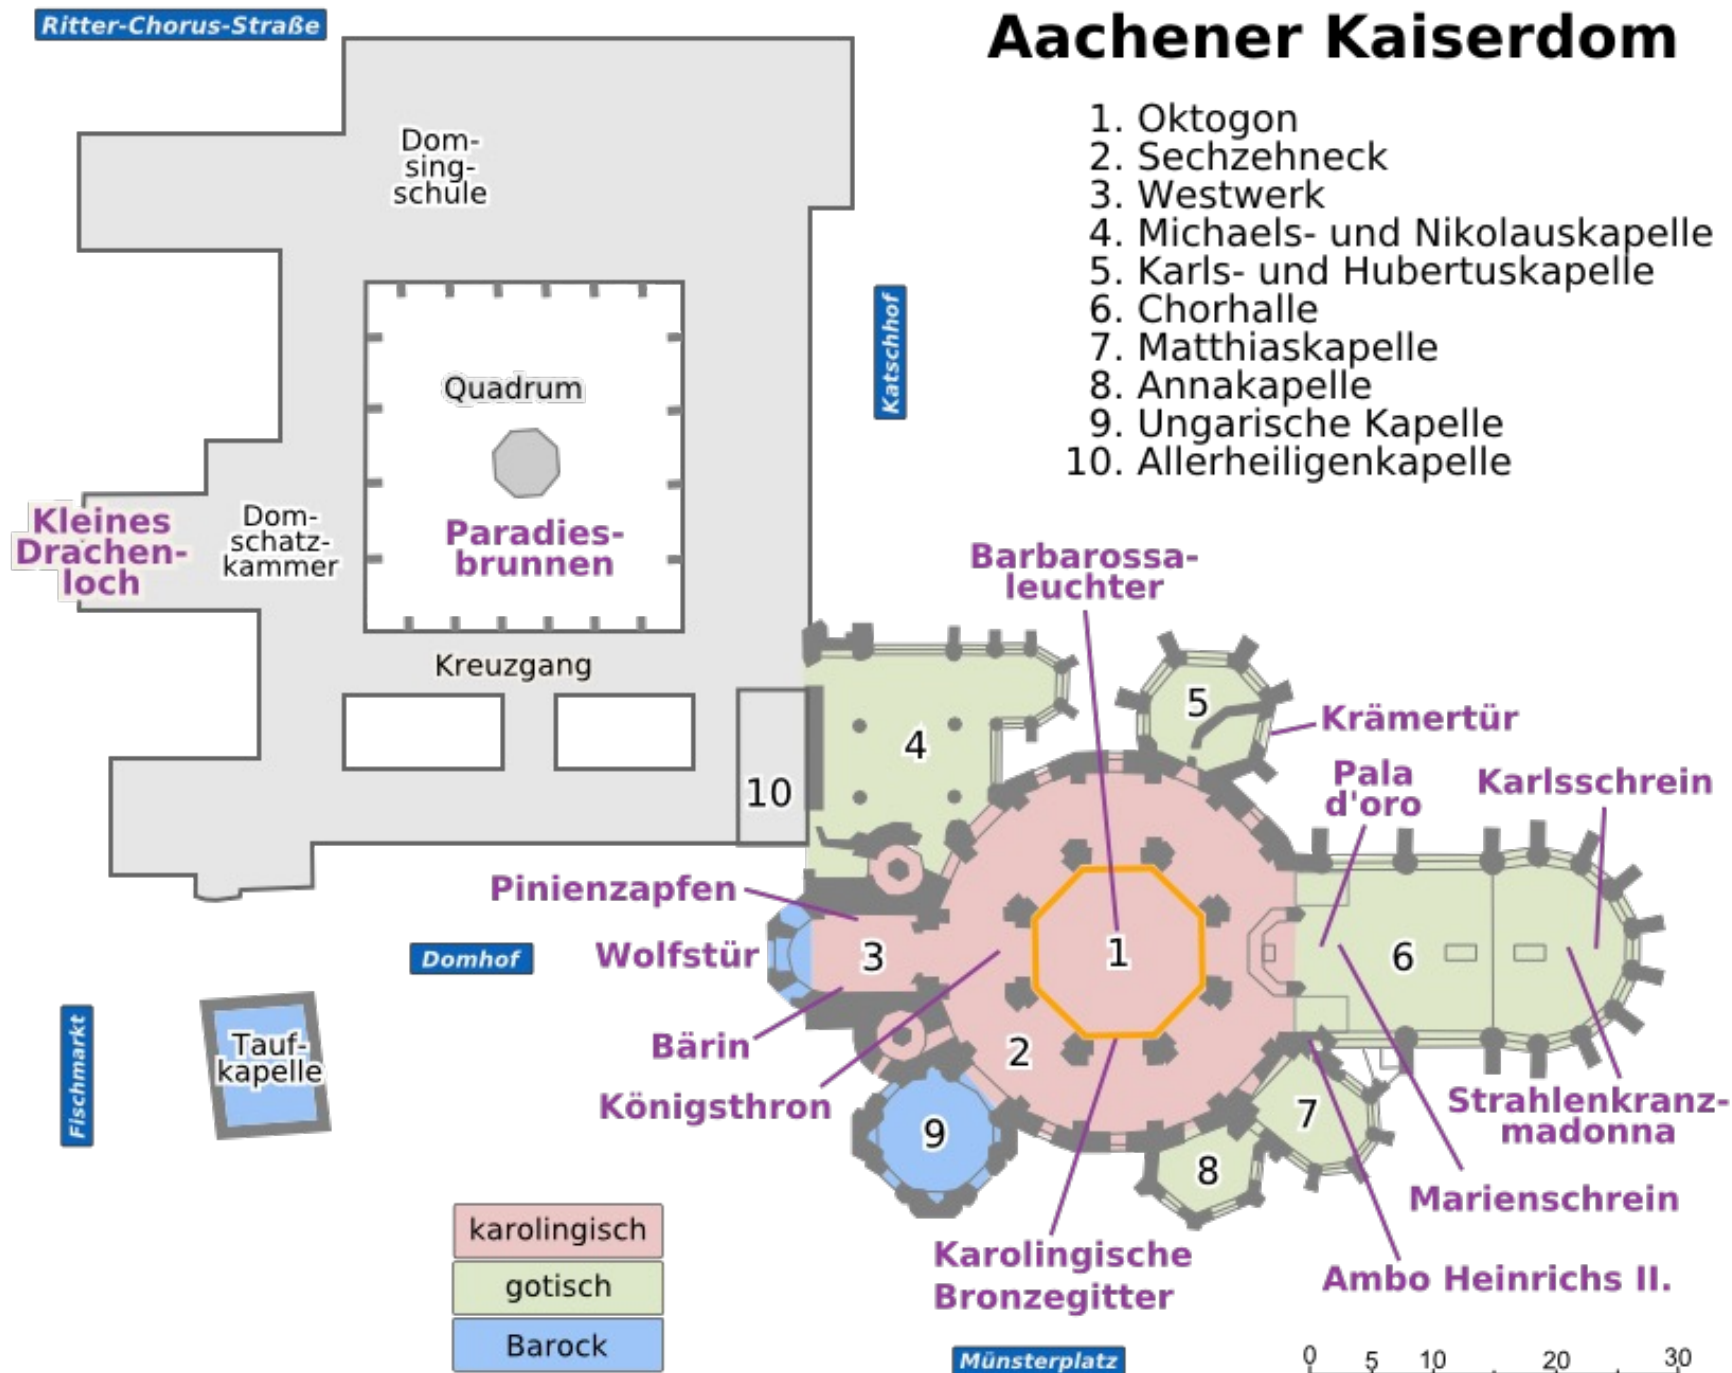 Ritter-Chorus-Straße
Aachener Kaiserdom
1. Oktogon
2. Sechzehneck
3. Westwerk
4. Michaels- und Nikolauskapelle
5. Karls- und Hubertuskapelle
6. Chorhalle
7. Matthiaskapelle
8. Annakapelle
9. Ungarische Kapelle
10. Allerheiligenkapelle
Dom-
sing-
schule
Katschhof
Quadrum
Paradies-
brunnen
Kleines
Drachen-
loch
Dom-
schatz-
kammer
Kreuzgang
Barbarossa-
leuchter
Krämertür
Pala
d'oro
Karlsschrein
5
4
10
Pinienzapfen
Wolfstür
3
1
6
Domhof
Bärin
2
Königsthron
Fischmarkt
Tauf-
kapelle
9
7
8
Strahlenkranz-
madonna
Marienschrein
Ambo Heinrichs II.
Karolingische
Bronzegitter
karolingisch
gotisch
Barock
Münsterplatz
0 5 10 20 30